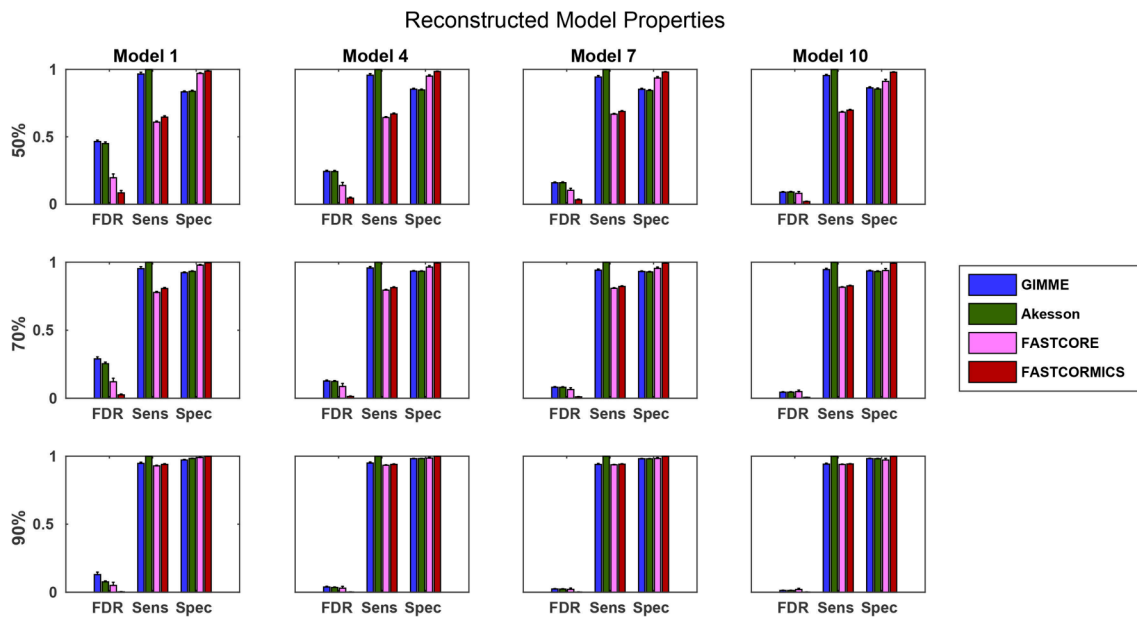 Reconstructed Model Properties
Model 1 Model 4 Model 7 Model 10
50%
1
0.5
0
FDR Sens Spec FDR Sens Spec FDR Sens Spec FDR Sens Spec
70%
1
0.5
0
FDR Sens Spec FDR Sens Spec FDR Sens Spec FDR Sens Spec
GIMME
Akesson
FASTCORE
FASTCORMICS
90%
1
0.5
FDR Sens Spec FDR Sens Spec FDR Sens Spec FDR Sens Spec